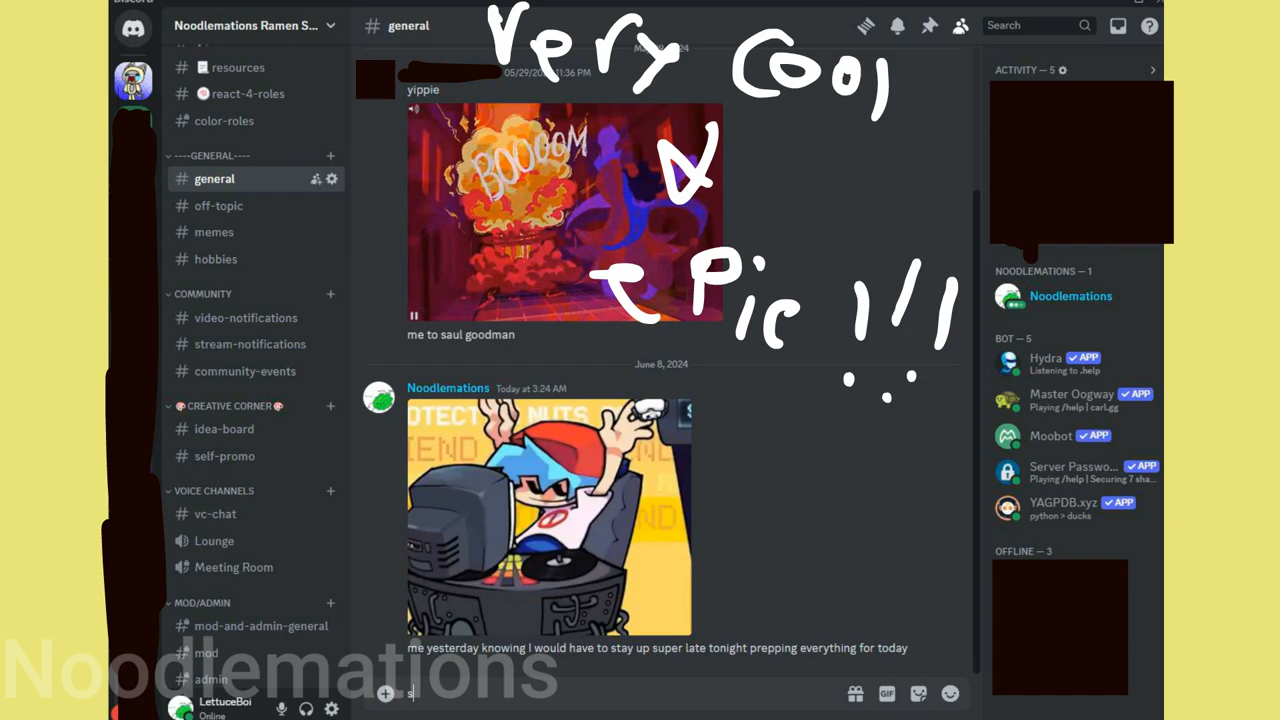 Noodlemations Ramen S...
general
Search
resources
react-4-roles
color-roles
----GENERAL----
general
off-topic
memes
hobbies
COMMUNITY
video-notifications
stream-notifications
community-events
CREATIVE CORNER
idea-board
self-promo
VOICE CHANNELS
vc-chat
Lounge
Meeting Room
MOD/ADMIN
mod-and-admin-general
mod
admin
LettuceBoi
Online
Very Cool
&
epic !!!
11:36 PM
yippie
BOOOOM
me to saul goodman
June 8, 2024
Noodlemations Today at 3:24 AM
OTECT NUTS
IEND
END
me yesterday knowing I would have to stay up super late tonight prepping everything for today
s
GIF
ACTIVITY — 5
NOODLEMATIONS — 1
Noodlemations
BOT — 5
Hydra APP
Listening to .help
Master Oogway APP
Playing /help | carl.gg
Moobot APP
Server Passwo... APP
Playing /help | Securing 7 sha...
YAGPDB.xyz APP
python > ducks
OFFLINE — 3
Noodlemations